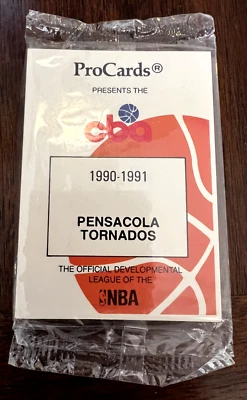 ProCards®
PRESENTS THE
cba
1990-1991
PENSACOLA
TORNADOS
THE OFFICIAL DEVELOPMENTAL
LEAGUE OF THE
NBA